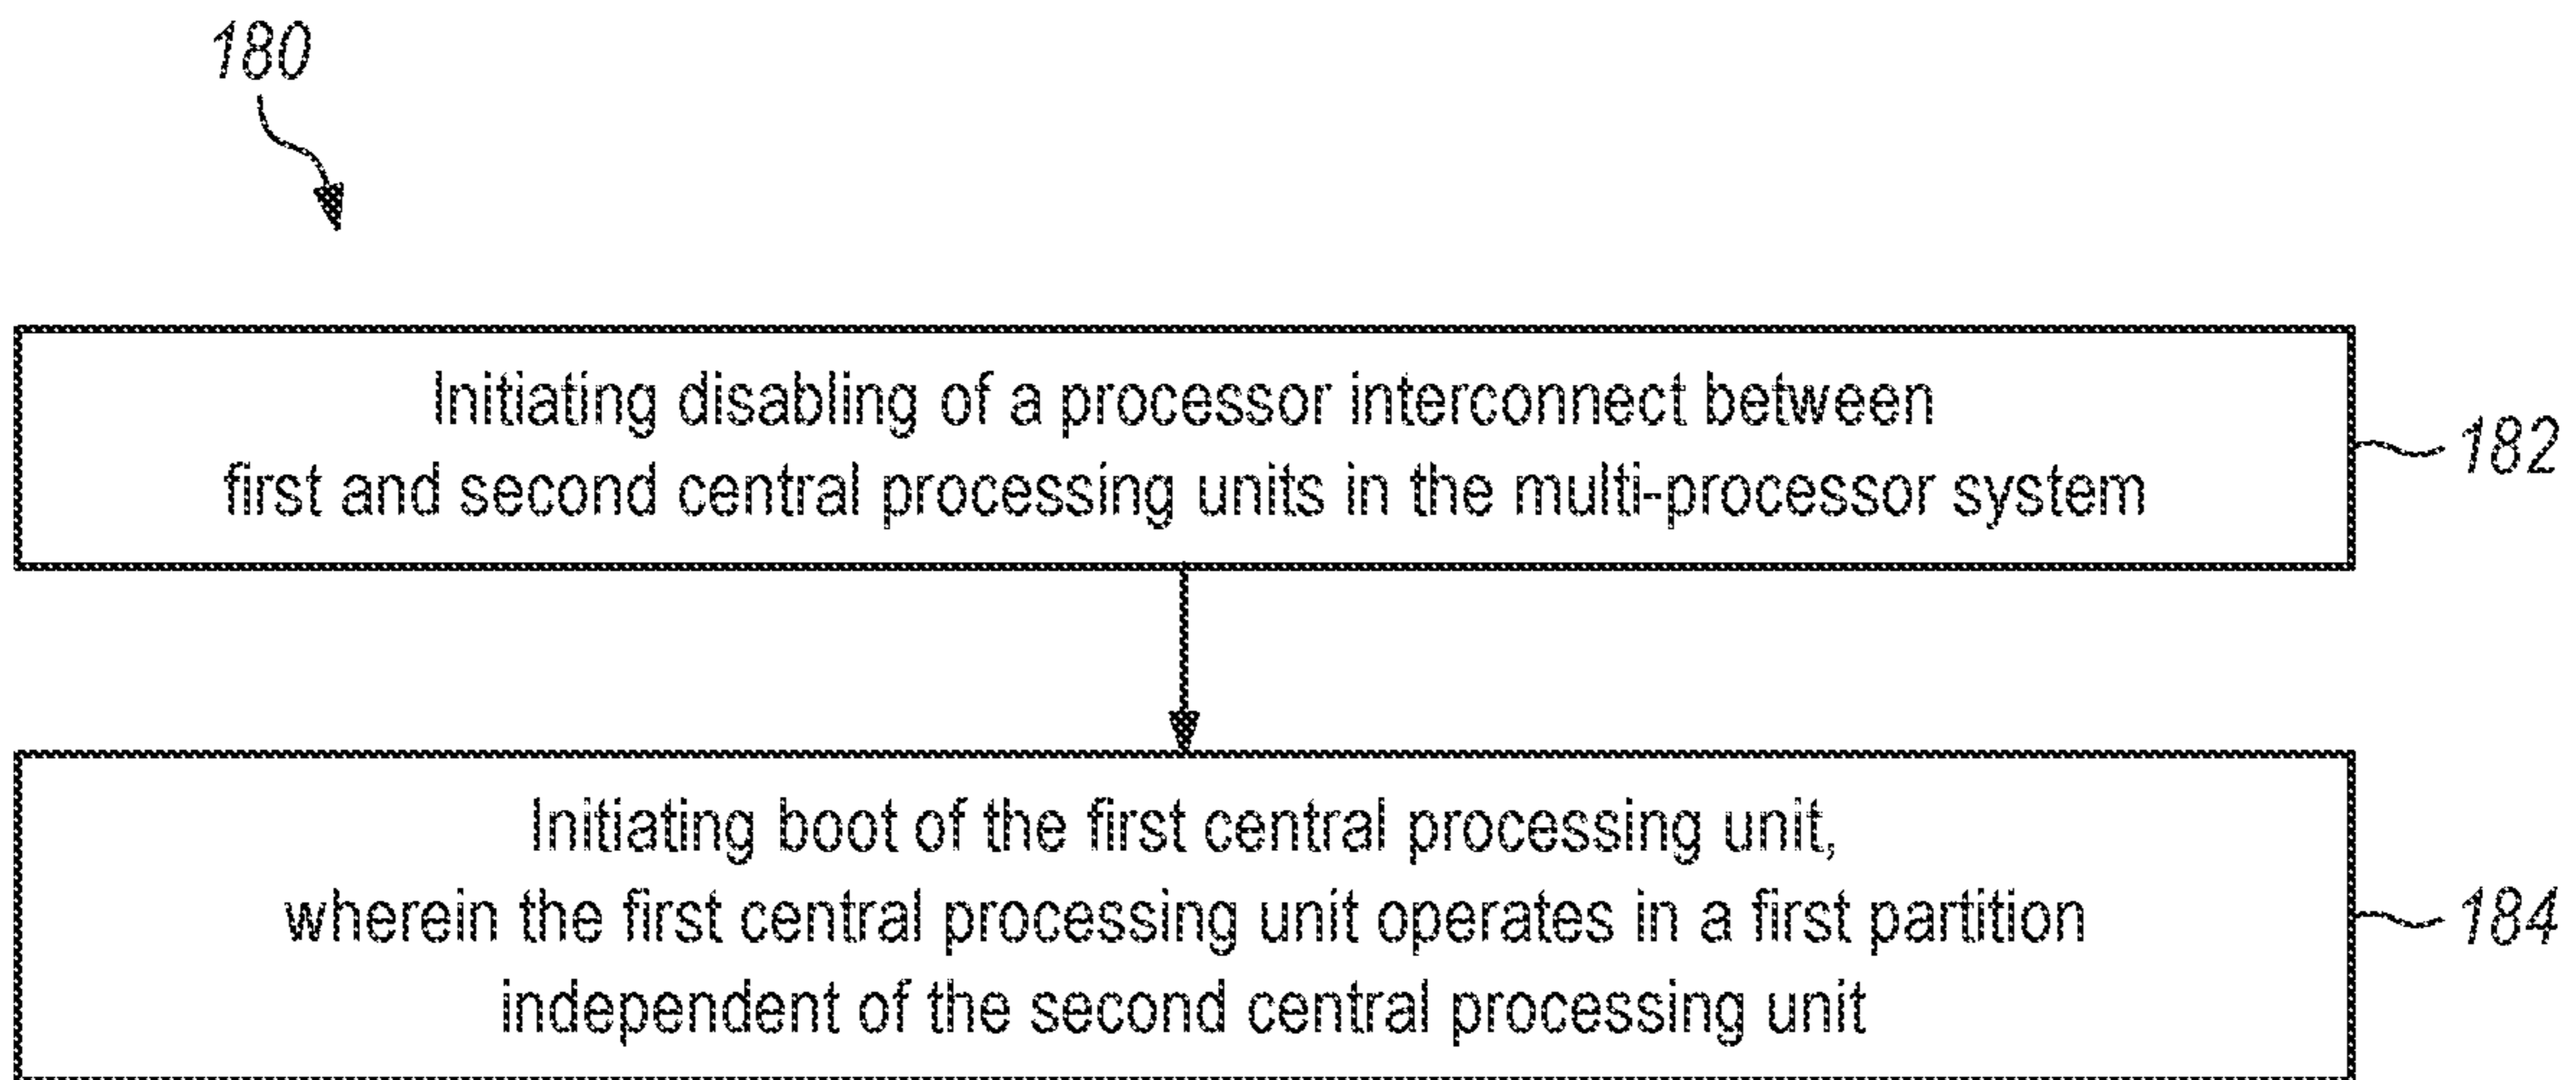 180
Initiating disabling of a processor interconnect between
first and second central processing units in the multi-processor system
182
Initiating boot of the first central processing unit,
wherein the first central processing unit operates in a first partition
independent of the second central processing unit
184